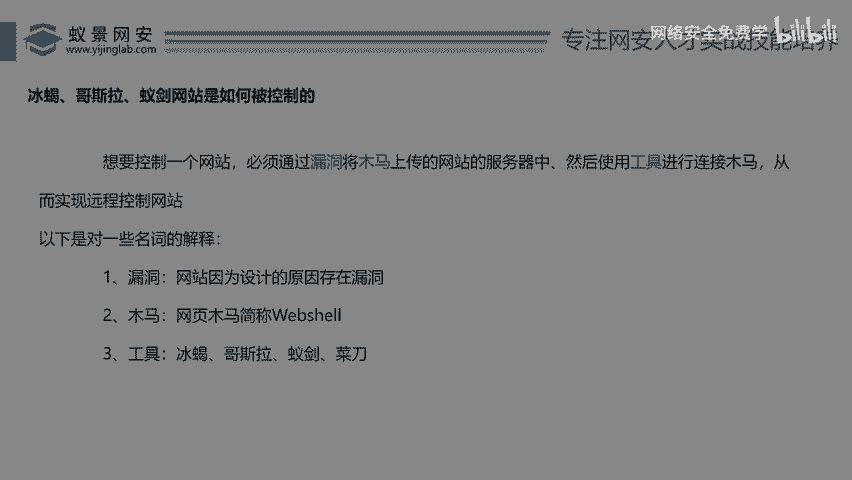 蚁景网安
www.yijinglab.com
网络安全免费学 bilibili
专注网安人才实战技能培养
冰蝎、哥斯拉、蚁剑网站是如何被控制的
想要控制一个网站，必须通过漏洞将木马上传的网站的服务器中、然后使用工具进行连接木马，从
而实现远程控制网站
以下是对一些名词的解释：
1、漏洞：网站因为设计的原因存在漏洞
2、木马：网页木马简称Webshell
3、工具：冰蝎、哥斯拉、蚁剑、菜刀